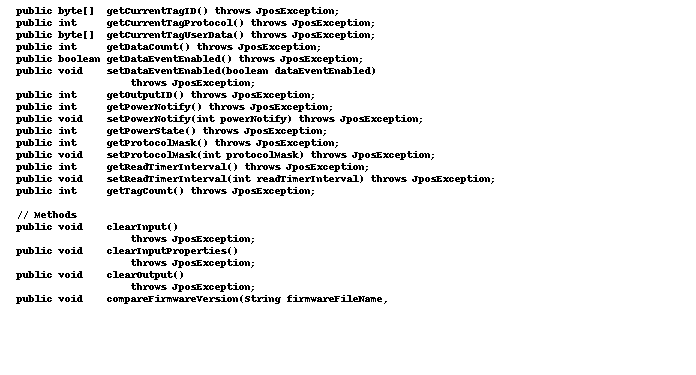 public byte[]  getCurrentTagID() throws JposException;
public int     getCurrentTagProtocol() throws JposException;
public byte[]  getCurrentTagUserData() throws JposException;
public int     getDataCount() throws JposException;
public boolean getDataEventEnabled() throws JposException;
public void    setDataEventEnabled(boolean dataEventEnabled)
                   throws JposException;
public int     getOutputID() throws JposException;
public int     getPowerNotify() throws JposException;
public void    setPowerNotify(int powerNotify) throws JposException;
public int     getPowerState() throws JposException;
public int     getProtocolMask() throws JposException;
public void    setProtocolMask(int protocolMask) throws JposException;
public int     getReadTimerInterval() throws JposException;
public void    setReadTimerInterval(int readTimerInterval) throws JposException;
public int     getTagCount() throws JposException;

// Methods
public void    clearInput()
                   throws JposException;
public void    clearInputProperties()
                   throws JposException;
public void    clearOutput()
                   throws JposException;
public void    compareFirmwareVersion(String firmwareFileName,